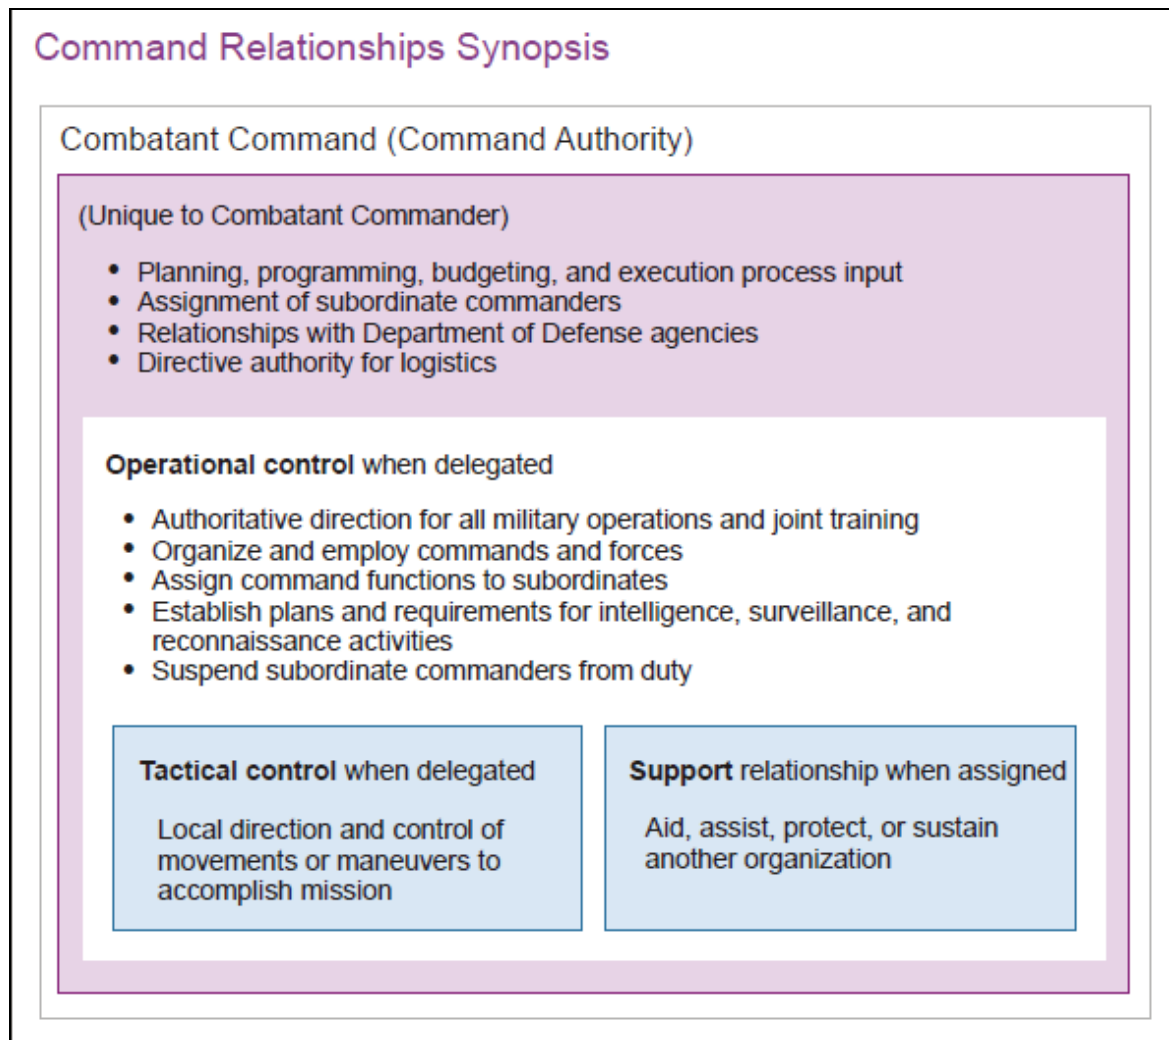 Command Relationships Synopsis
Combatant Command (Command Authority)
(Unique to Combatant Commander)
• Planning, programming, budgeting, and execution process input
• Assignment of subordinate commanders
• Relationships with Department of Defense agencies
• Directive authority for logistics
Operational control when delegated
• Authoritative direction for all military operations and joint training
• Organize and employ commands and forces
• Assign command functions to subordinates
• Establish plans and requirements for intelligence, surveillance, and
reconnaissance activities
• Suspend subordinate commanders from duty
Tactical control when delegated
Local direction and control of
movements or maneuvers to
accomplish mission
Support relationship when assigned
Aid, assist, protect, or sustain
another organization